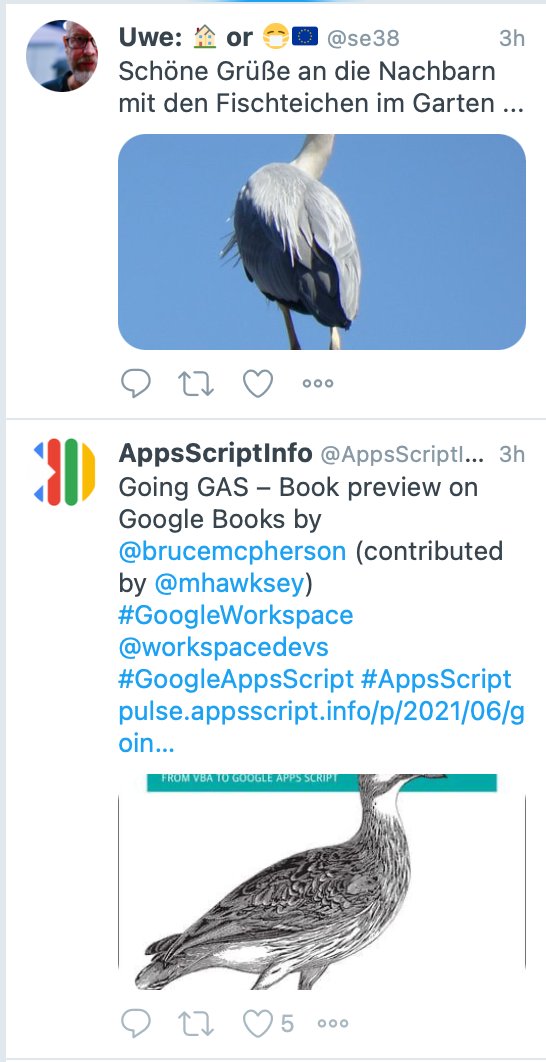 Uwe: 🏠 or 😷🇪🇺 @se38 3h
Schöne Grüße an die Nachbarn
mit den Fischteichen im Garten ...
AppsScriptInfo @AppsScriptI... 3h
Going GAS – Book preview on
Google Books by
@brucemcpherson (contributed
by @mhawksey)
#GoogleWorkspace
@workspacedevs
#GoogleAppsScript #AppsScript
pulse.appsscript.info/p/2021/06/g
oin...
FROM VBA TO GOOGLE APPS SCRIPT
5